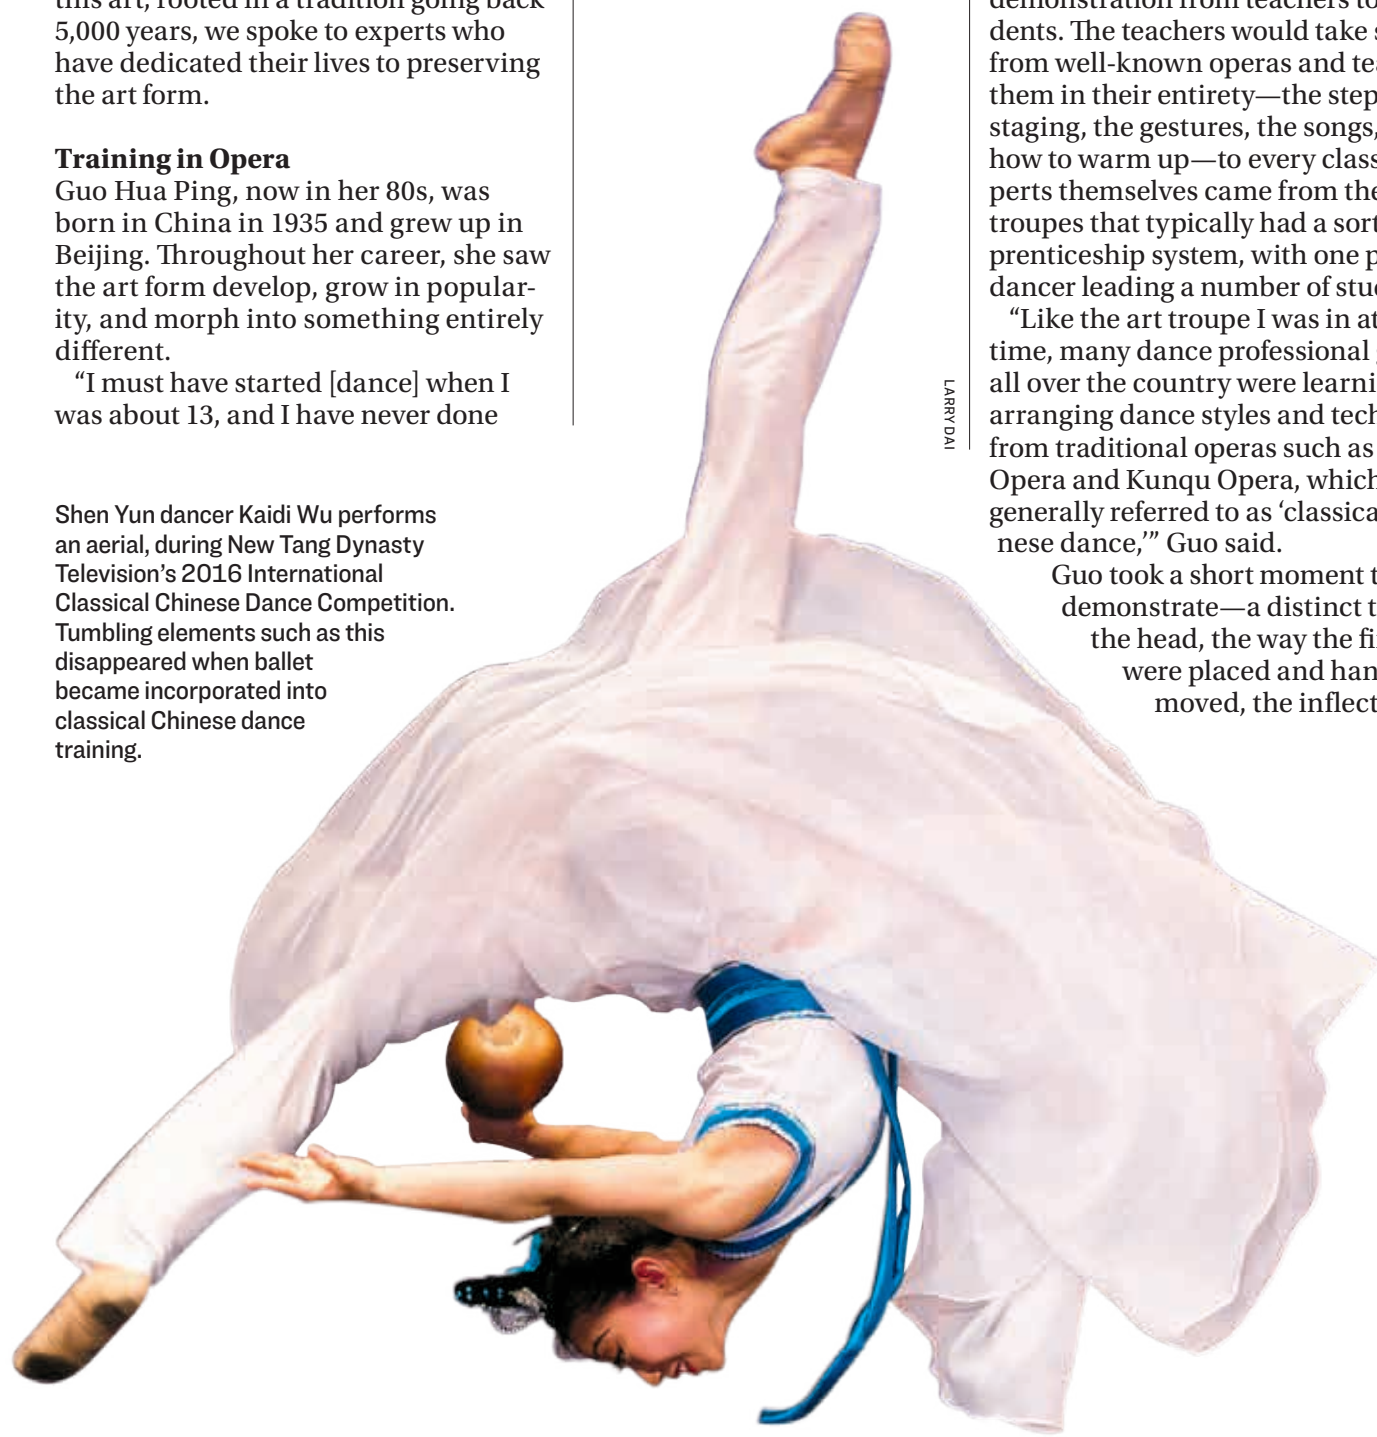 this art, rooted in a tradition going back
5,000 years, we spoke to experts who
have dedicated their lives to preserving
the art form.
Training in Opera
Guo Hua Ping, now in her 80s, was
born in China in 1935 and grew up in
Beijing. Throughout her career, she saw
the art form develop, grow in popular-
ity, and morph into something entirely
different.
“I must have started [dance] when I
was about 13, and I have never done
Shen Yun dancer Kaidi Wu performs
an aerial, during New Tang Dynasty
Television’s 2016 International
Classical Chinese Dance Competition.
Tumbling elements such as this
disappeared when ballet
became incorporated into
classical Chinese dance
training.
LARRY DAI
demonstration from teachers to
dents. The teachers would take
from well-known operas and
them in their entirety—the
staging, the gestures, the songs,
how to warm up—to every class
perts themselves came from
troupes that typically had a sort
prenticeship system, with one
dancer leading a number of
“Like the art troupe I was in at
time, many dance professional
all over the country were
arranging dance styles and
from traditional operas such as
Opera and Kunqu Opera, which
generally referred to as
nese dance,’” Guo said.
Guo took a short moment
demonstrate—a distinct
the head, the way the
were placed and
moved, the